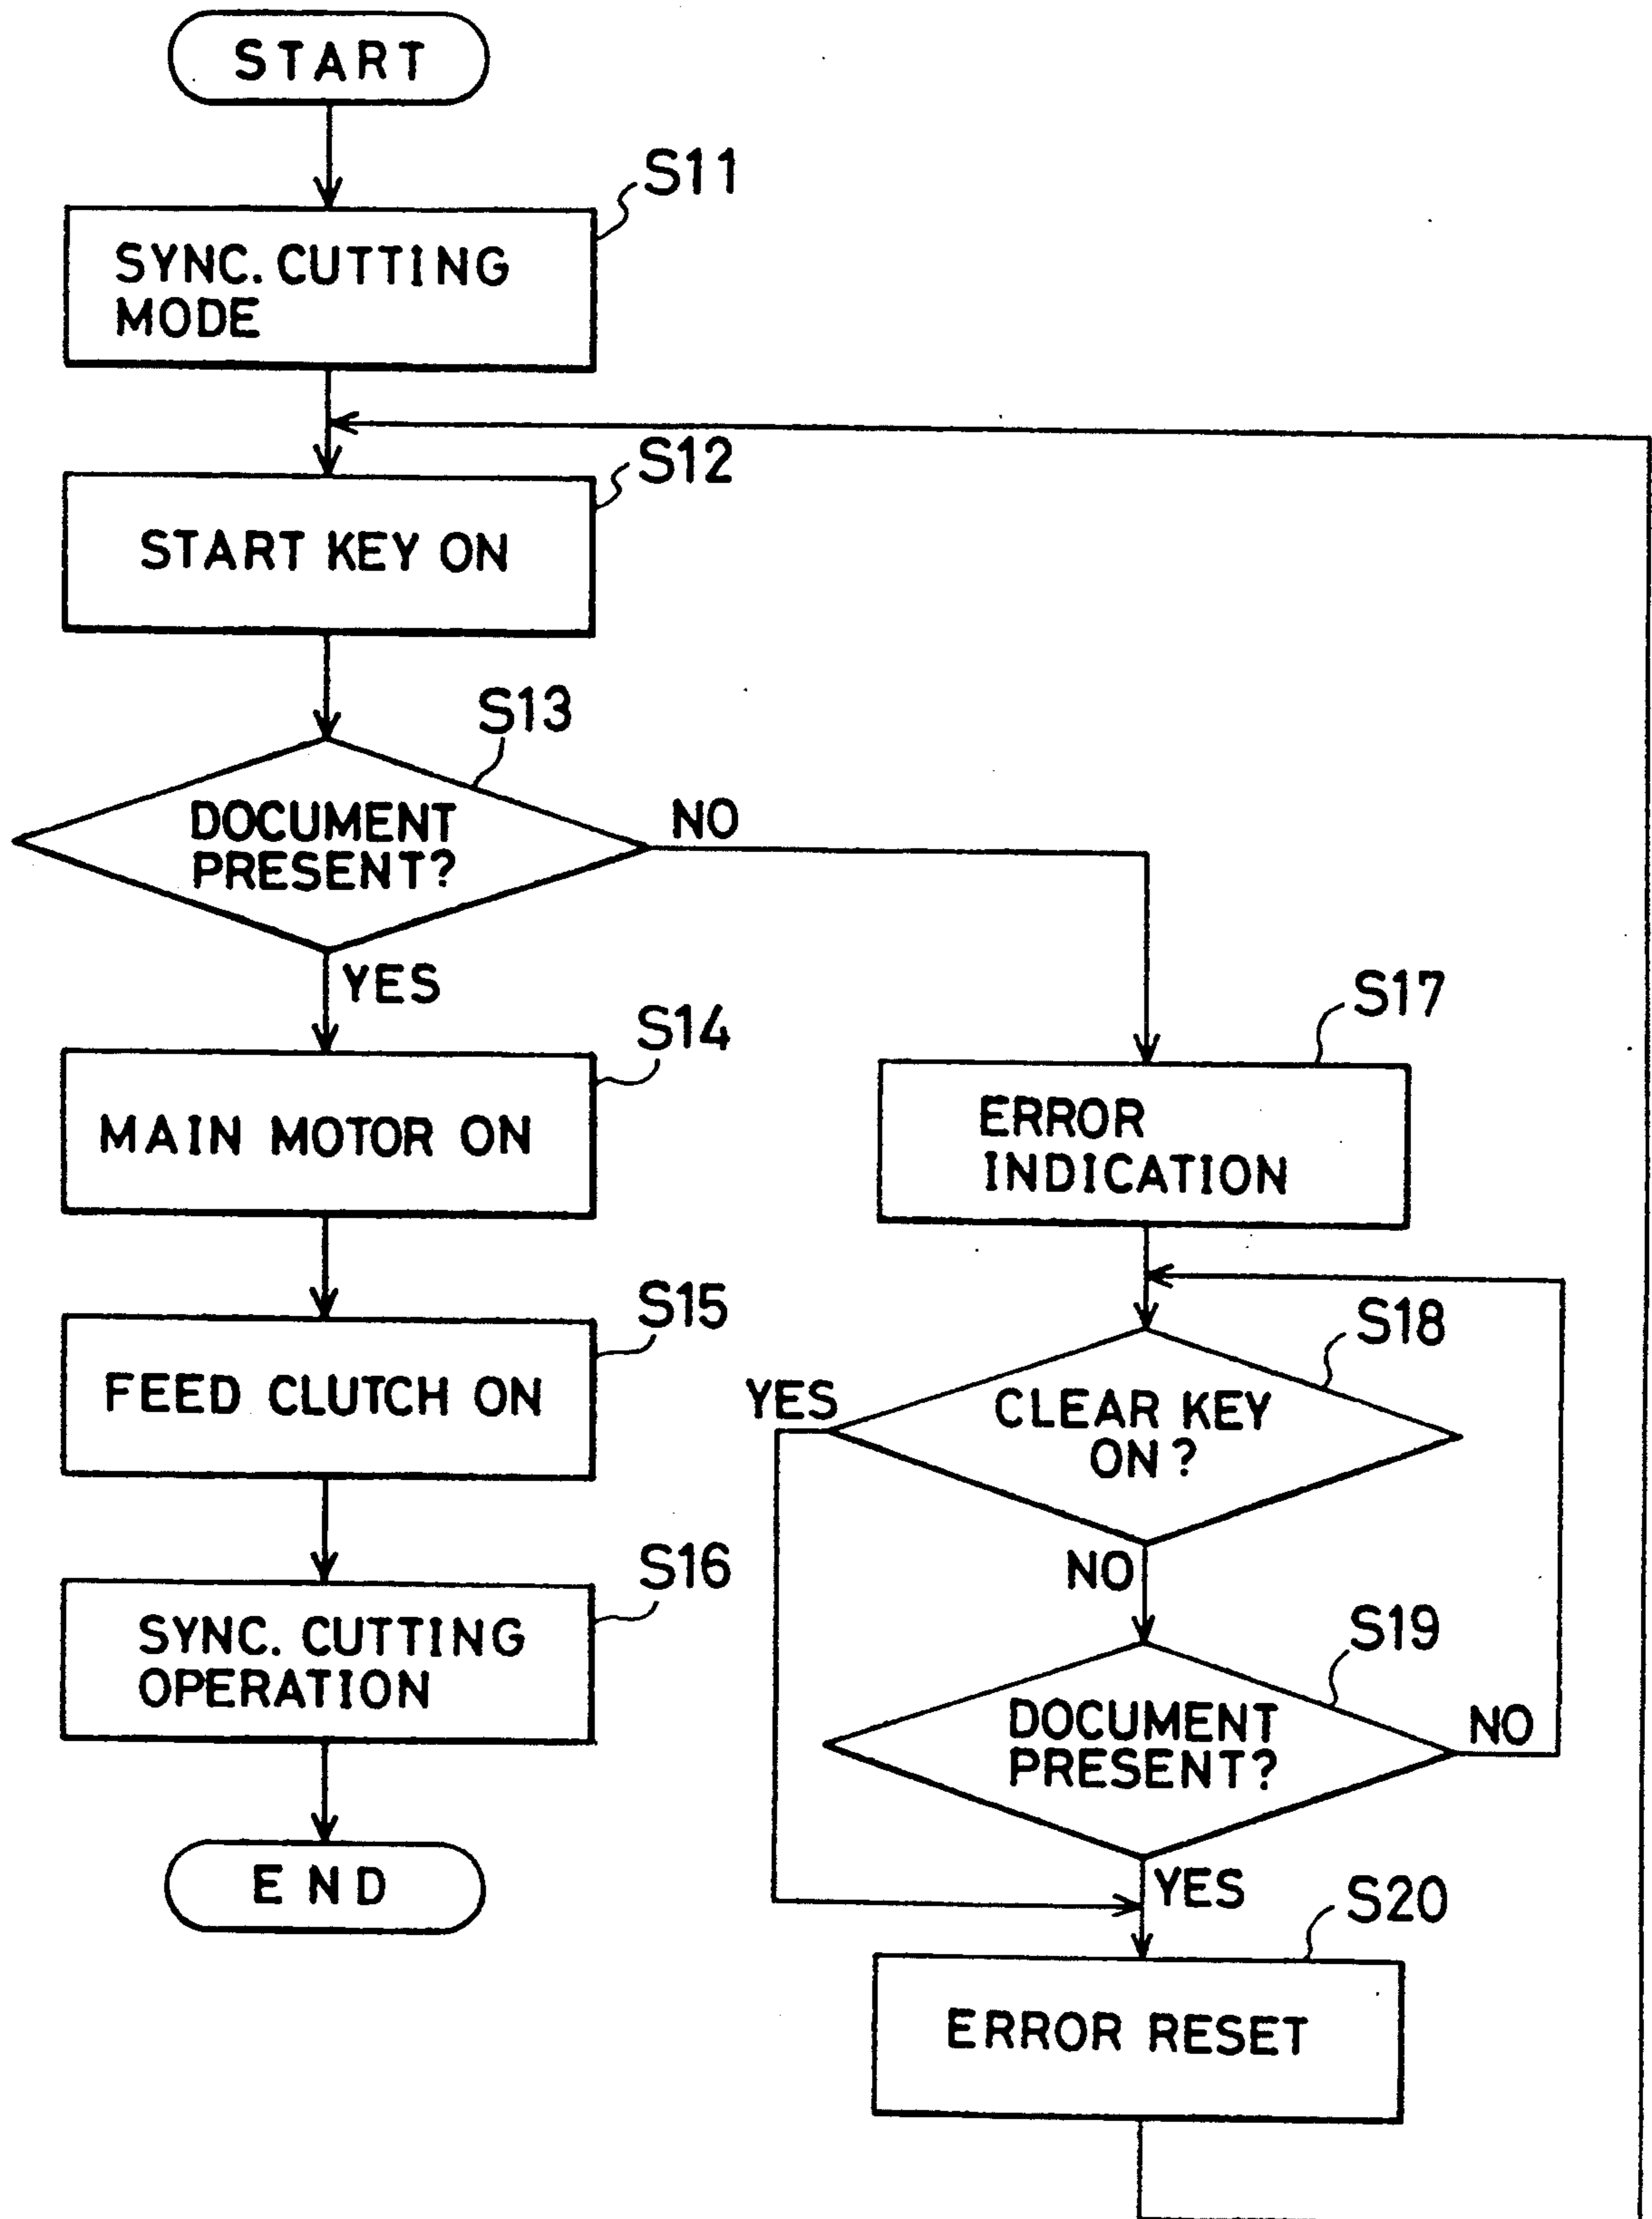 START
S11
SYNC. CUTTING
MODE
S12
START KEY ON
S13
DOCUMENT
PRESENT?
NO
YES
S14
MAIN MOTOR ON
S15
FEED CLUTCH ON
S16
SYNC. CUTTING
OPERATION
END
S17
ERROR
INDICATION
S18
YES
CLEAR KEY
ON?
NO
S19
DOCUMENT
PRESENT?
NO
YES
S20
ERROR RESET